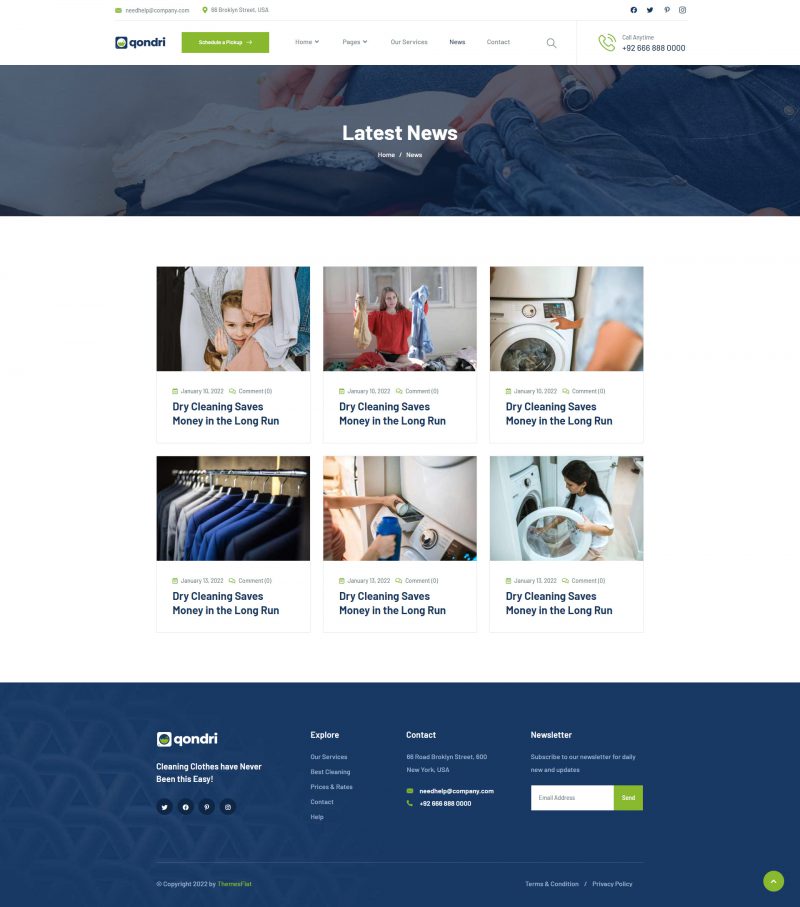 needhelp@company.com 66 Broklyn Street, USA
qondri Schedule a Pickup Home Pages Our Services News Contact
Call Anytime
+92 666 888 0000
Latest News
Home / News
January 10, 2022 Comment (0)
Dry Cleaning Saves
Money in the Long Run
January 10, 2022 Comment (0)
Dry Cleaning Saves
Money in the Long Run
January 10, 2022 Comment (0)
Dry Cleaning Saves
Money in the Long Run
January 13, 2022 Comment (0)
Dry Cleaning Saves
Money in the Long Run
January 13, 2022 Comment (0)
Dry Cleaning Saves
Money in the Long Run
January 13, 2022 Comment (0)
Dry Cleaning Saves
Money in the Long Run
qondri
Cleaning Clothes have Never
Been this Easy!
Explore
Our Services
Best Cleaning
Prices & Rates
Contact
Help
Contact
66 Road Broklyn Street, 600
New York, USA
needhelp@company.com
+92 666 888 0000
Newsletter
Subscribe to our newsletter for daily
new and updates
Email Address Send
© Copyright 2022 by ThemesFlat
Terms & Condition / Privacy Policy